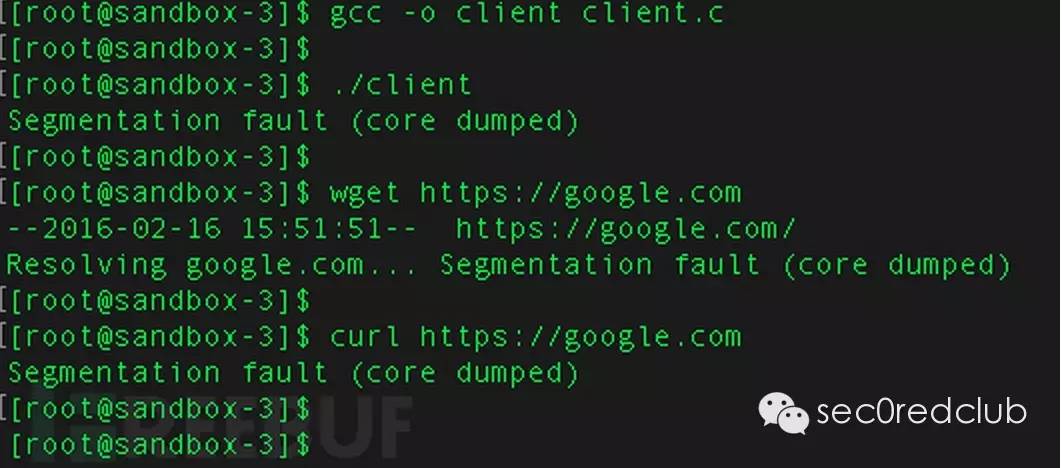 [[root@sandbox-3]$ gcc -o client client.c
[[root@sandbox-3]$
[[root@sandbox-3]$ ./client
Segmentation fault (core dumped)
[[root@sandbox-3]$
[[root@sandbox-3]$ wget https://google.com
--2016-02-16 15:51:51--  https://google.com/
Resolving google.com... Segmentation fault (core dumped)
[[root@sandbox-3]$
[[root@sandbox-3]$ curl https://google.com
Segmentation fault (core dumped)
[[root@sandbox-3]$
[root@sandbox-3]$
sec0redclub